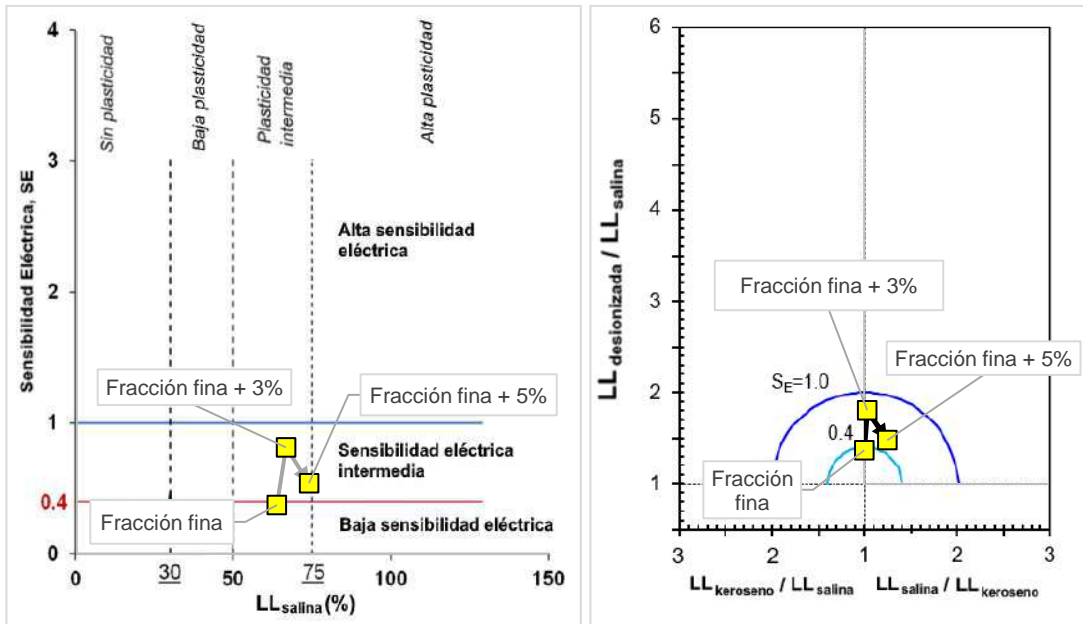 4
3
2
1
0.4
0
Sensibilidad Eléctrica, SE
Sin plasticidad
Baja plasticidad
Plasticidad
intermedia
Alta plasticidad
Alta sensibilidad
eléctrica
Fracción fina + 3%
Fracción fina + 5%
Sensibilidad eléctrica
intermedia
Fracción fina
Baja sensibilidad eléctrica
0
30
50
75
100
150
LLsalina (%)
6
5
4
3
2
1
LLdesionizada / LLsalina
Fracción fina + 3%
Fracción fina + 5%
SE=1.0
0.4
Fracción
fina
3
2
1
2
3
LLkeroseno / LLsalina
LLsalina / LLkeroseno